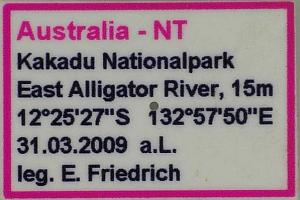 Australia - NT
Kakadu Nationalpark
East Alligator River, 15m
12°25'27"S 132°57'50"E
31.03.2009 a.L.
leg. E. Friedrich